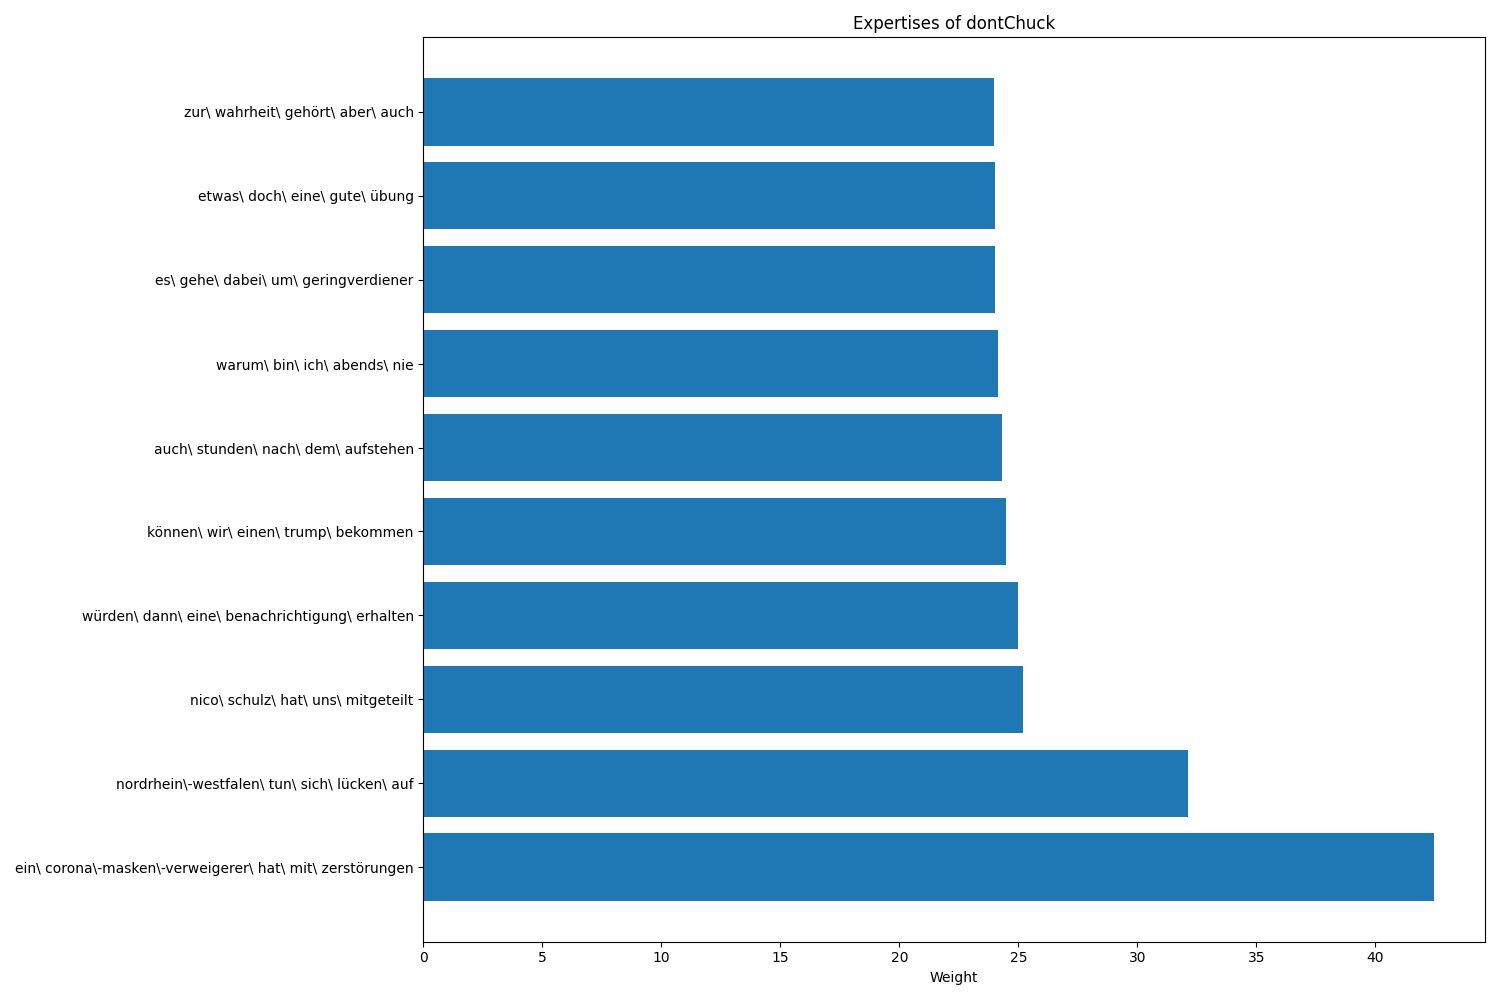 Expertises of dontChuck
zur\ wahrheit\ gehört\ aber\ auch
etwas\ doch\ eine\ gute\ übung
es\ gehe\ dabei\ um\ geringverdiener
warum\ bin\ ich\ abends\ nie
auch\ stunden\ nach\ dem\ aufstehen
können\ wir\ einen\ trump\ bekommen
würden\ dann\ eine\ benachrichtigung\ erhalten
nico\ schulz\ hat\ uns\ mitgeteilt
nordrhein\-westfalen\ tun\ sich\ lücken\ auf
ein\ corona\-masken\-verweigerer\ hat\ mit\ zerstörungen
0 5 10 15 20 25 30 35 40
Weight